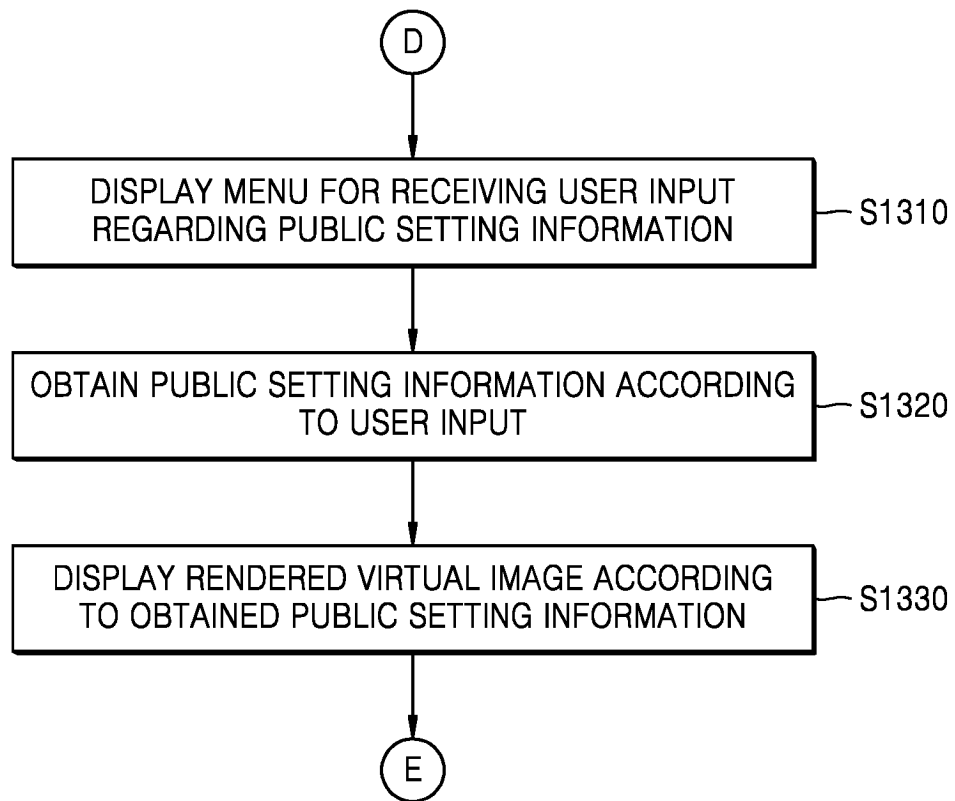 D
DISPLAY MENU FOR RECEIVING USER INPUT
REGARDING PUBLIC SETTING INFORMATION
S1310
OBTAIN PUBLIC SETTING INFORMATION ACCORDING
TO USER INPUT
S1320
DISPLAY RENDERED VIRTUAL IMAGE ACCORDING
TO OBTAINED PUBLIC SETTING INFORMATION
S1330
E